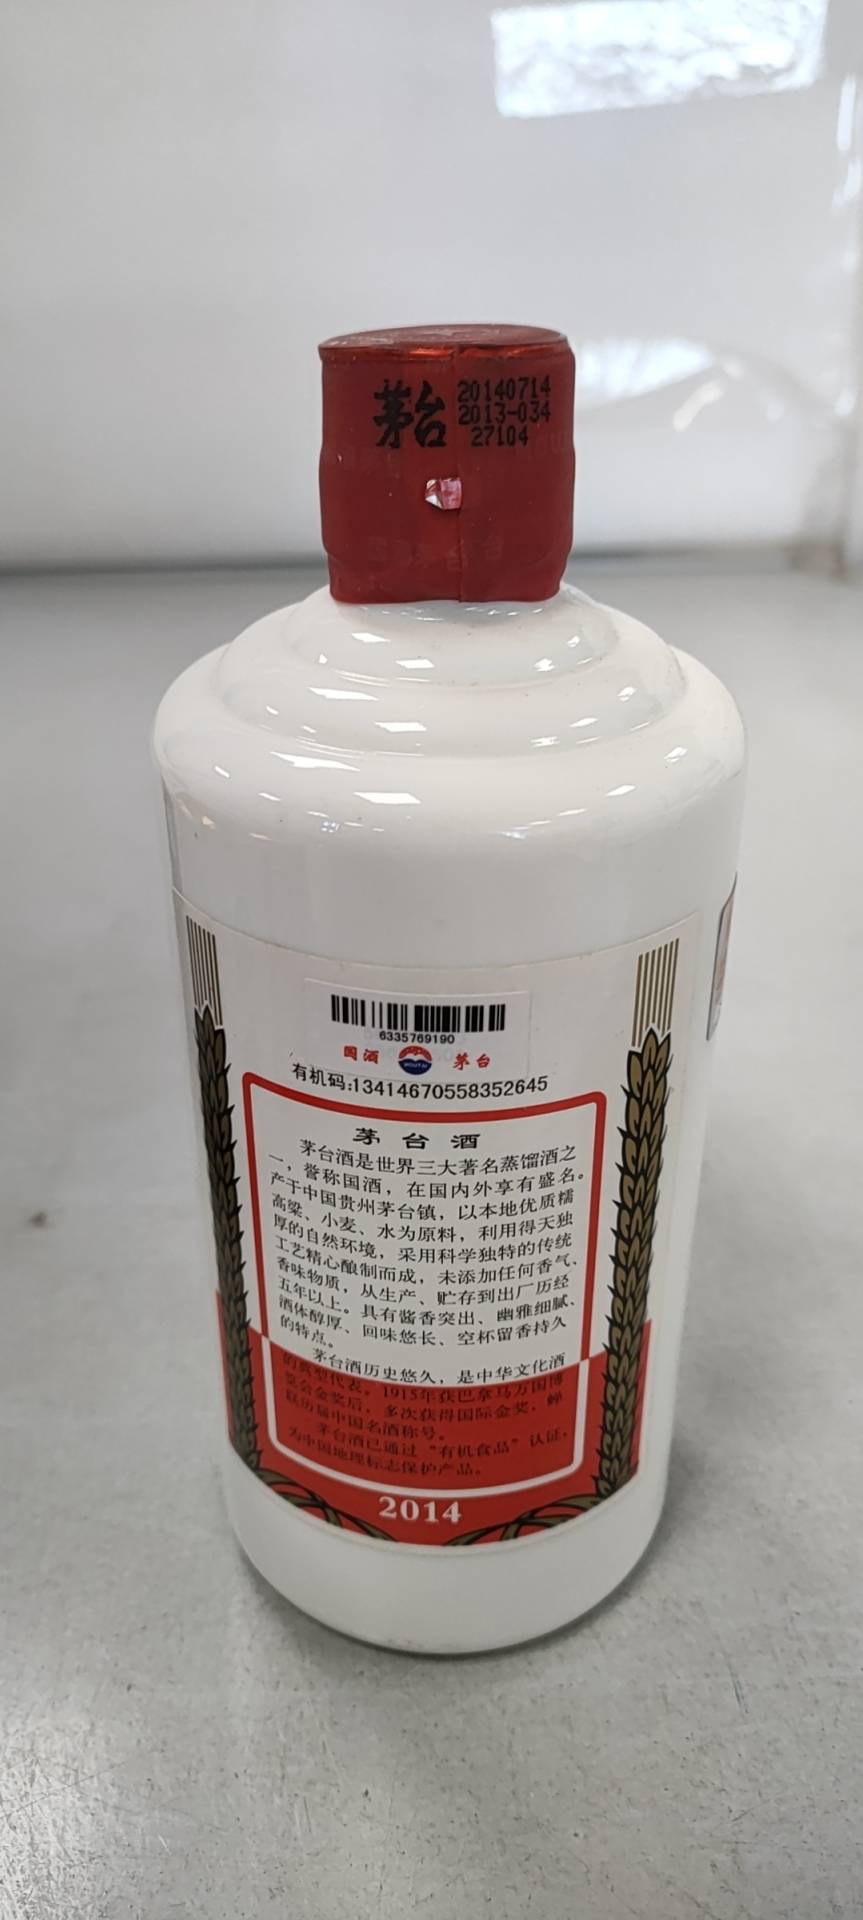 茅台
20140714
2013-034
27104
6335769190
国酒
MOUTAI
茅台
有机码:13414670558352645
茅台酒
茅台酒是世界三大著名蒸馏酒之
一，誉称国酒，在国内外享有盛名。
产于中国贵州茅台镇，以本地优质糯
高粱、小麦、水为原料，利用得天独
厚的自然环境，采用科学独特的传统
工艺精心酿制而成，未添加任何香气、
香味物质，从生产、贮存到出厂历经
五年以上。具有酱香突出、幽雅细腻、
酒体醇厚、回味悠长、空杯留香持久
的特点。
茅台酒历史悠久，是中华文化酒
的典型代表。1915年获巴拿马万国博
览会金奖后，多次获得国际金奖，蝉
联历届中国名酒称号。
茅台酒已通过“有机食品”认证，
为中国地理标志保护产品。
2014